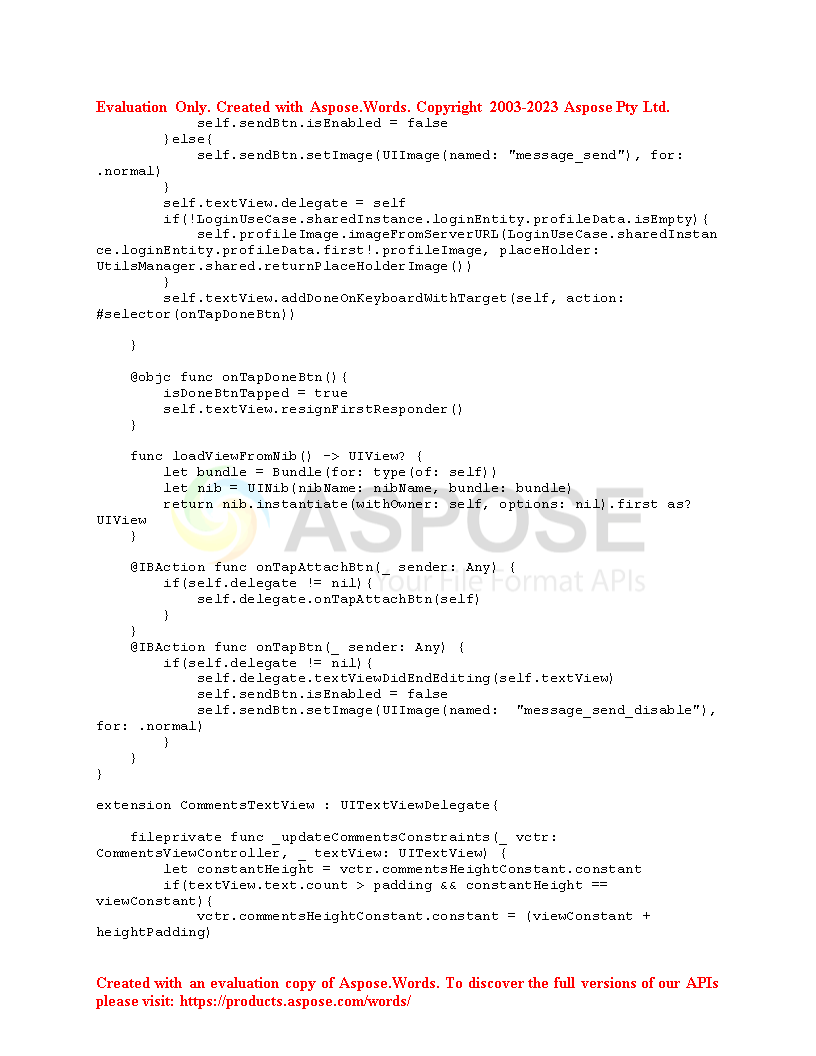 Evaluation Only. Created with Aspose.Words. Copyright 2003-2023 Aspose Pty Ltd.
            self.sendBtn.isEnabled = false
        }else{
            self.sendBtn.setImage(UIImage(named: "message_send"), for:
.normal)
        }
        self.textView.delegate = self
        if(!LoginUseCase.sharedInstance.loginEntity.profileData.isEmpty){
            self.profileImage.imageFromServerURL(LoginUseCase.sharedInstan
ce.loginEntity.profileData.first!.profileImage, placeHolder:
UtilsManager.shared.returnPlaceHolderImage())
        }
        self.textView.addDoneOnKeyboardWithTarget(self, action:
#selector(onTapDoneBtn))

    }

    @objc func onTapDoneBtn(){
        isDoneBtnTapped = true
        self.textView.resignFirstResponder()
    }

    func loadViewFromNib() -> UIView? {
        let bundle = Bundle(for: type(of: self))
        let nib = UINib(nibName: nibName, bundle: bundle)
        return nib.instantiate(withOwner: self, options: nil).first as?
UIView
    }
ASPOSE
Your File Format APIs

    @IBAction func onTapAttachBtn(_ sender: Any) {
        if(self.delegate != nil){
            self.delegate.onTapAttachBtn(self)
        }
    }
    @IBAction func onTapBtn(_ sender: Any) {
        if(self.delegate != nil){
            self.delegate.textViewDidEndEditing(self.textView)
            self.sendBtn.isEnabled = false
            self.sendBtn.setImage(UIImage(named:  "message_send_disable"),
for: .normal)
        }
    }
}

extension CommentsTextView : UITextViewDelegate{

    fileprivate func _updateCommentsConstraints(_ vctr:
CommentsViewController, _ textView: UITextView) {
        let constantHeight = vctr.commentsHeightConstant.constant
        if(textView.text.count > padding && constantHeight ==
viewConstant){
            vctr.commentsHeightConstant.constant = (viewConstant +
heightPadding)

Created with an evaluation copy of Aspose.Words. To discover the full versions of our APIs
please visit: https://products.aspose.com/words/